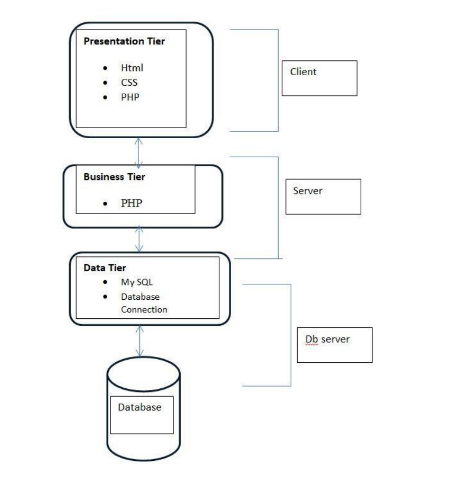 Presentation Tier
Html
CSS
PHP
Client
Business Tier
PHP
Server
Data Tier
My SQL
Database
Connection
Db server
Database